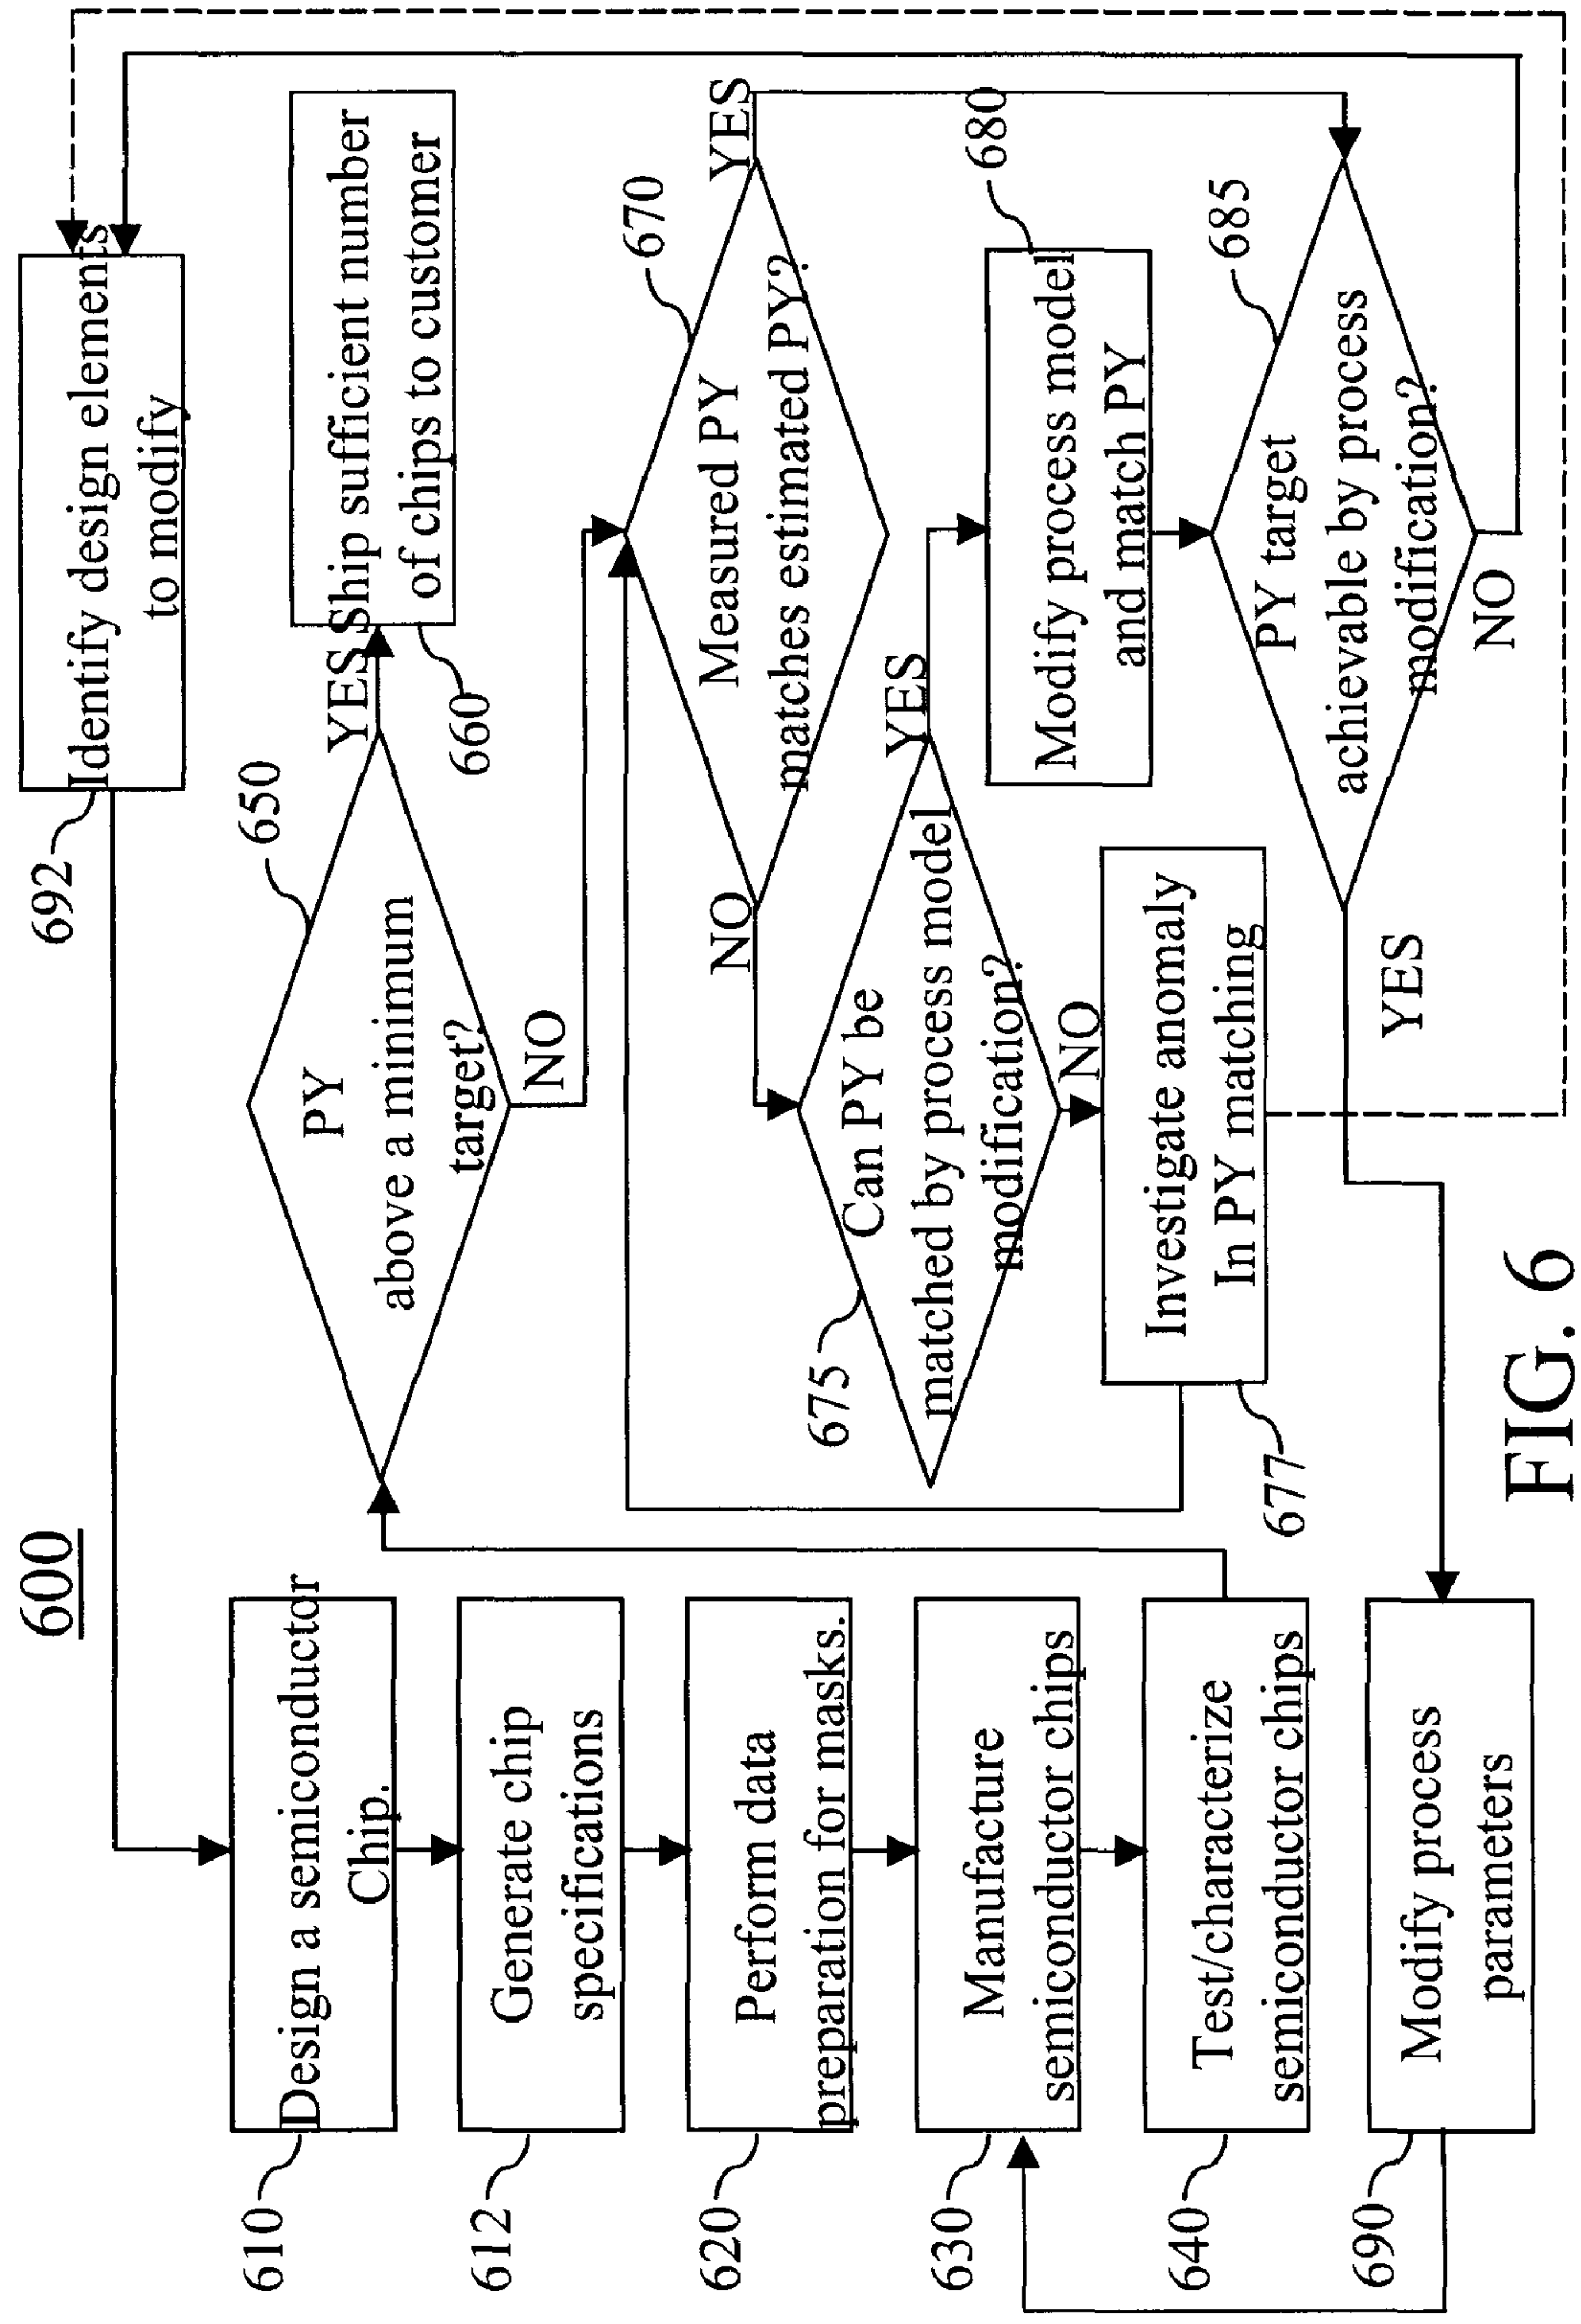 600
692
Identify design elements
to modify
610
Design a semiconductor
Chip.
612
Generate chip
specifications
620
Perform data
preparation for masks.
630
Manufacture
semiconductor chips
640
Test/characterize
semiconductor chips
690
Modify process
parameters
650
PY
above a minimum
target?
YES
NO
660
Ship sufficient number
of chips to customer
670
Measured PY
matches estimated PY?
YES
NO
675
Can PY be
matched by process model
modification?
YES
NO
677
Investigate anomaly
In PY matching
680
Modify process model
and match PY
685
PY target
achievable by process
modification?
YES
NO
FIG. 6